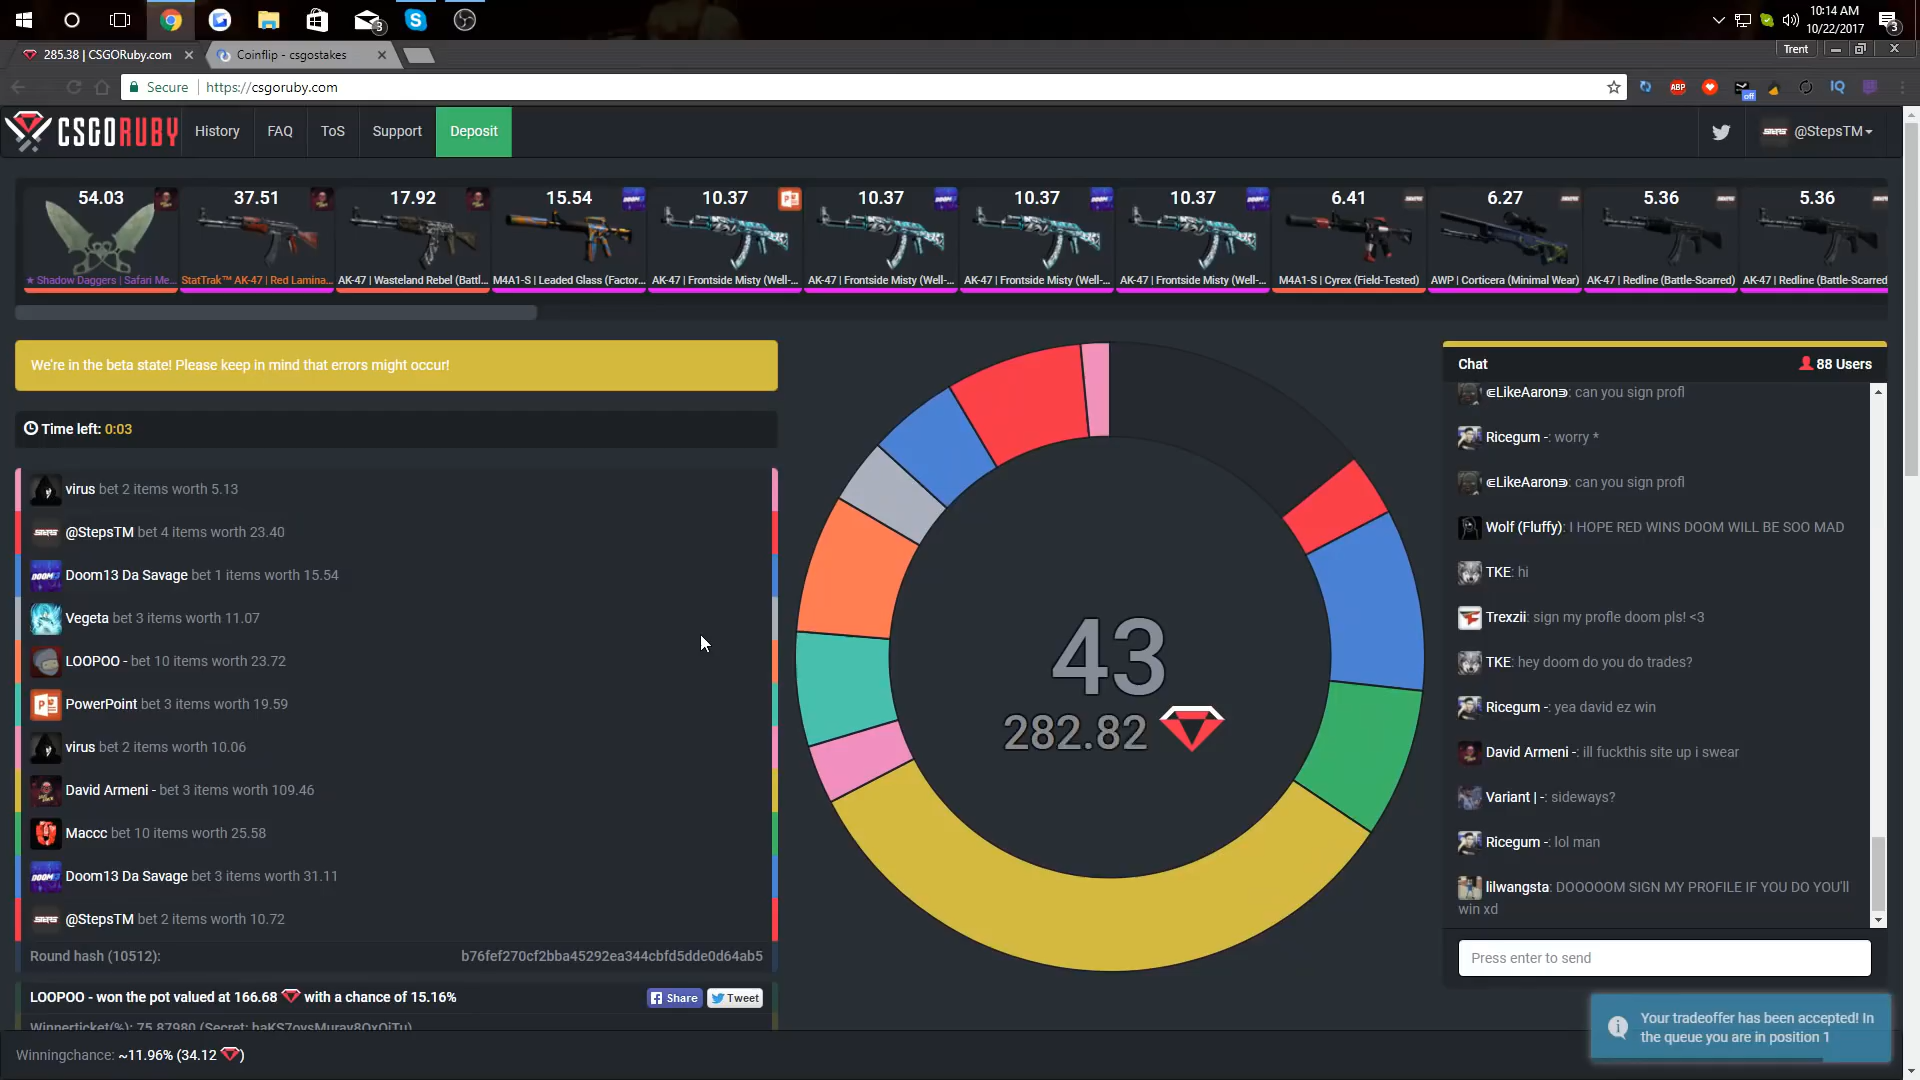 10:14 AM
10/22/2017
3
3
285.38 | CSGORuby.com
Coinflip - csgostakes
Trent
Secure
https://csgoruby.com
ABP
off
IQ
CSGORUBY
History
FAQ
ToS
Support
Deposit
@StepsTM
54.03
37.51
17.92
15.54
10.37
10.37
10.37
10.37
6.41
6.27
5.36
5.36
★ Shadow Daggers | Safari Me...
StatTrak™ AK-47 | Red Lamina...
AK-47 | Wasteland Rebel (Battl...
M4A1-S | Leaded Glass (Factor...
AK-47 | Frontside Misty (Well-...
AK-47 | Frontside Misty (Well-...
AK-47 | Frontside Misty (Well-...
AK-47 | Frontside Misty (Well-...
M4A1-S | Cyrex (Field-Tested)
AWP | Corticera (Minimal Wear)
AK-47 | Redline (Battle-Scarred)
AK-47 | Redline (Battle-Scarred
We're in the beta state! Please keep in mind that errors might occur!
Time left: 0:03
virus bet 2 items worth 5.13
@StepsTM bet 4 items worth 23.40
Doom13 Da Savage bet 1 items worth 15.54
Vegeta bet 3 items worth 11.07
LOOPOO - bet 10 items worth 23.72
PowerPoint bet 3 items worth 19.59
virus bet 2 items worth 10.06
David Armeni - bet 3 items worth 109.46
Maccc bet 10 items worth 25.58
Doom13 Da Savage bet 3 items worth 31.11
@StepsTM bet 2 items worth 10.72
Round hash (10512):
b76fef270cf2bba45292ea344cbfd5dde0d64ab5
LOOPOO - won the pot valued at 166.68 with a chance of 15.16%
Share
Tweet
Winnerticket(%): 75.87980 (Secret:
Winningchance: ~11.96% (34.12 )
43
282.82
Chat
88 Users
⋐LikeAaron⋑: can you sign profl
Ricegum -: worry *
⋐LikeAaron⋑: can you sign profl
Wolf (Fluffy): I HOPE RED WINS DOOM WILL BE SOO MAD
TKE: hi
Trexzii: sign my profle doom pls! <3
TKE: hey doom do you do trades?
Ricegum -: yea david ez win
David Armeni -: ill fuckthis site up i swear
Variant | -: sideways?
Ricegum -: lol man
lilwangsta: DOOOOOM SIGN MY PROFILE IF YOU DO YOU'll
win xd
Press enter to send
Your tradeoffer has been accepted! In
the queue you are in position 1